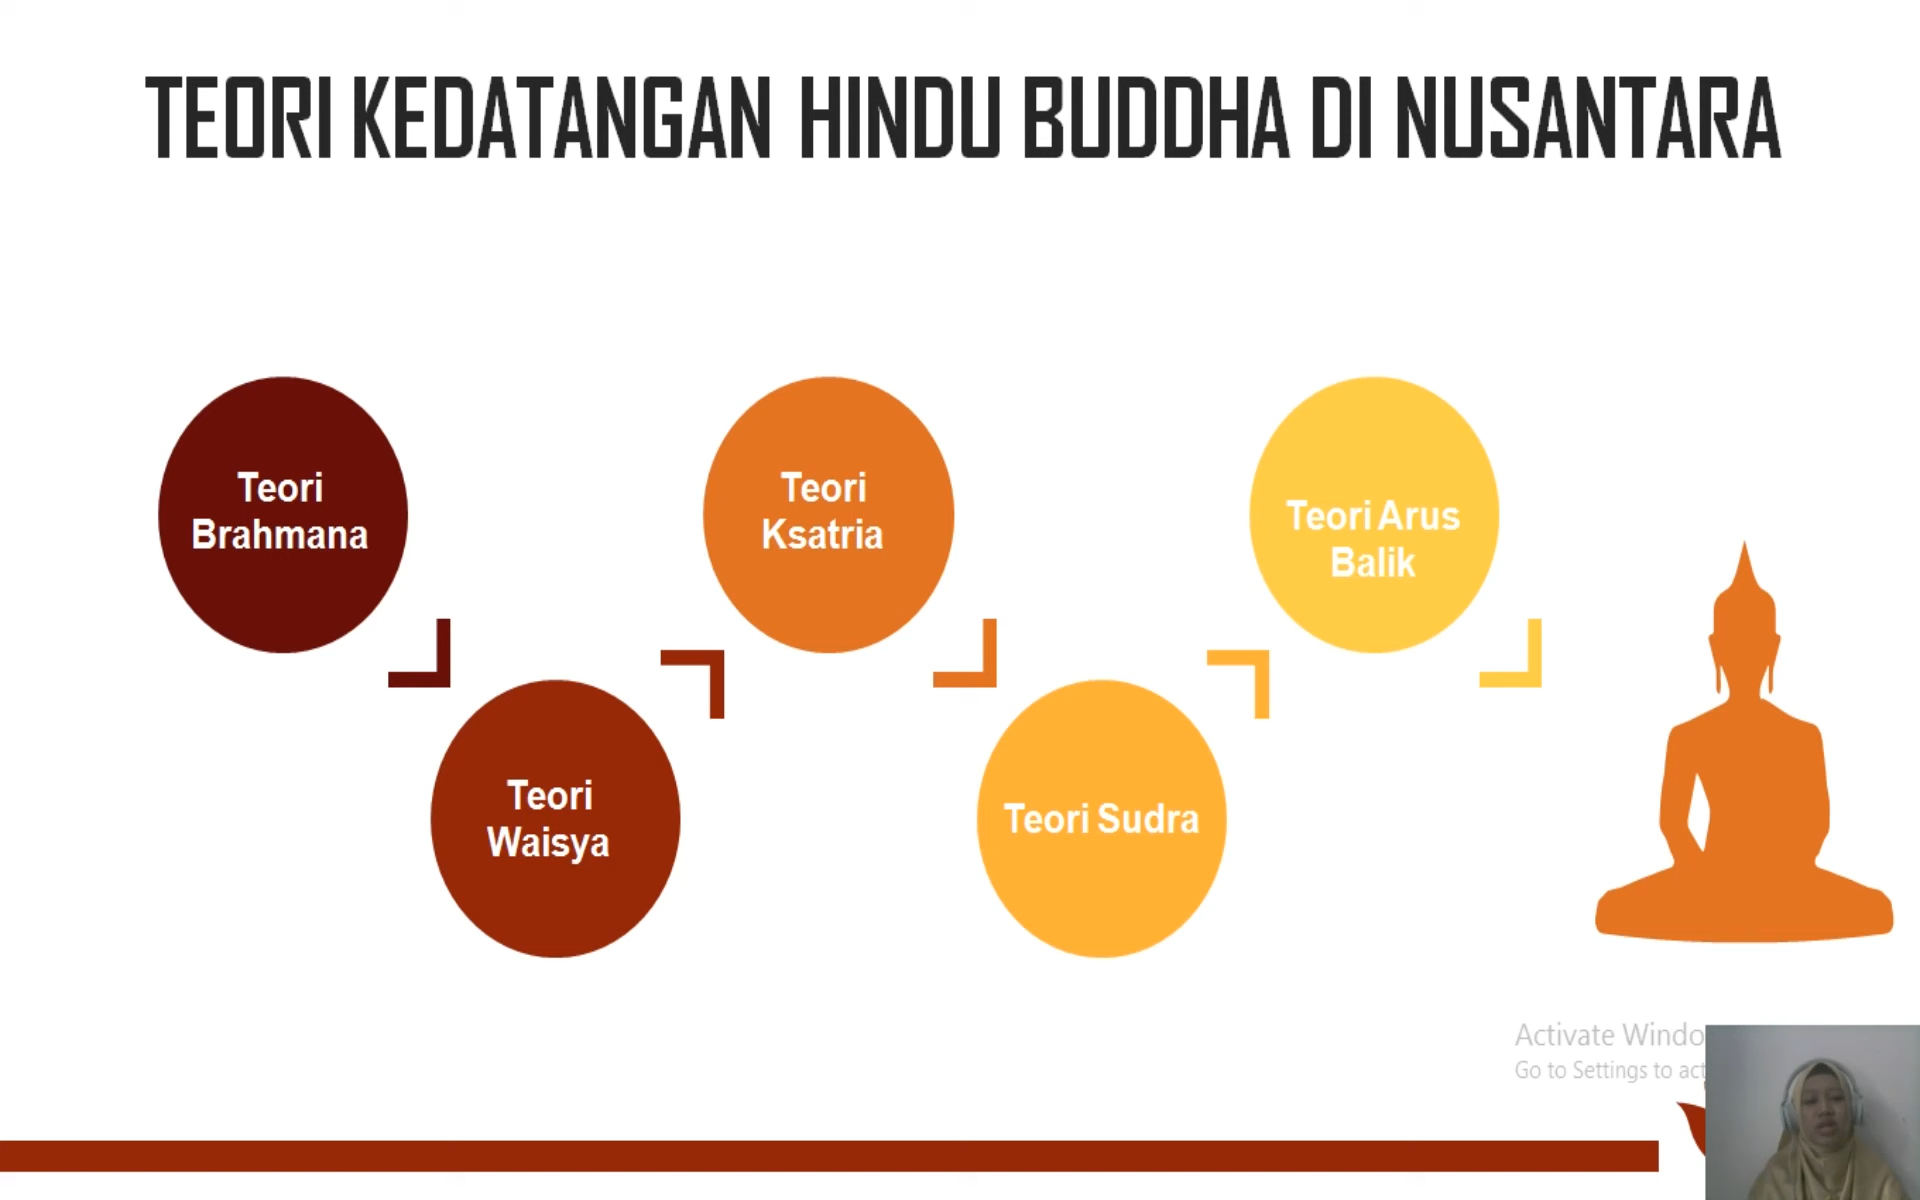 TEORI KEDATANGAN HINDU BUDDHA DI NUSANTARA
Teori
Brahmana
Teori
Waisya
Teori
Ksatria
Teori Sudra
Teori Arus
Balik
Activate Windo
Go to Settings to act